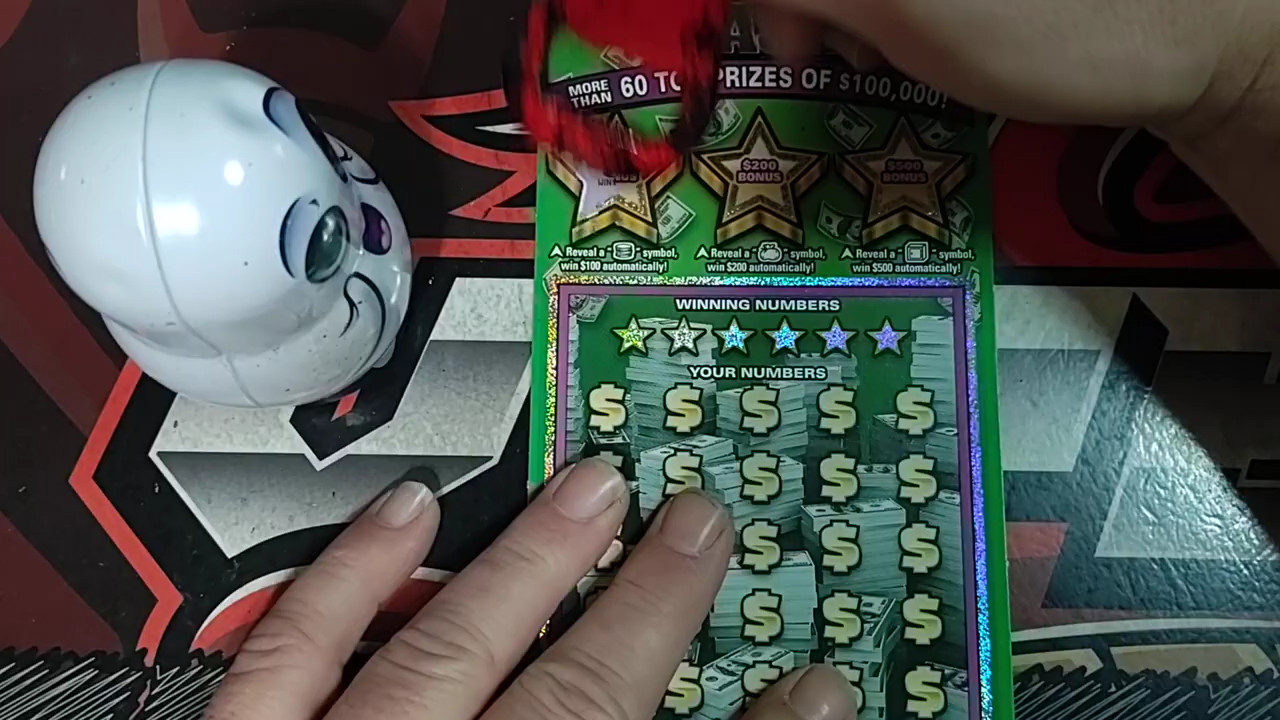 MORE THAN 60 TO PRIZES OF $100,000!
$200 BONUS
$500 BONUS
Reveal a " " symbol, win $100 automatically!
Reveal a " " symbol, win $200 automatically!
Reveal a " " symbol, win $500 automatically!
WINNING NUMBERS
YOUR NUMBERS
$ $ $ $ $
$ $ $ $
$ $ $
$ $ $
$ $ $ $